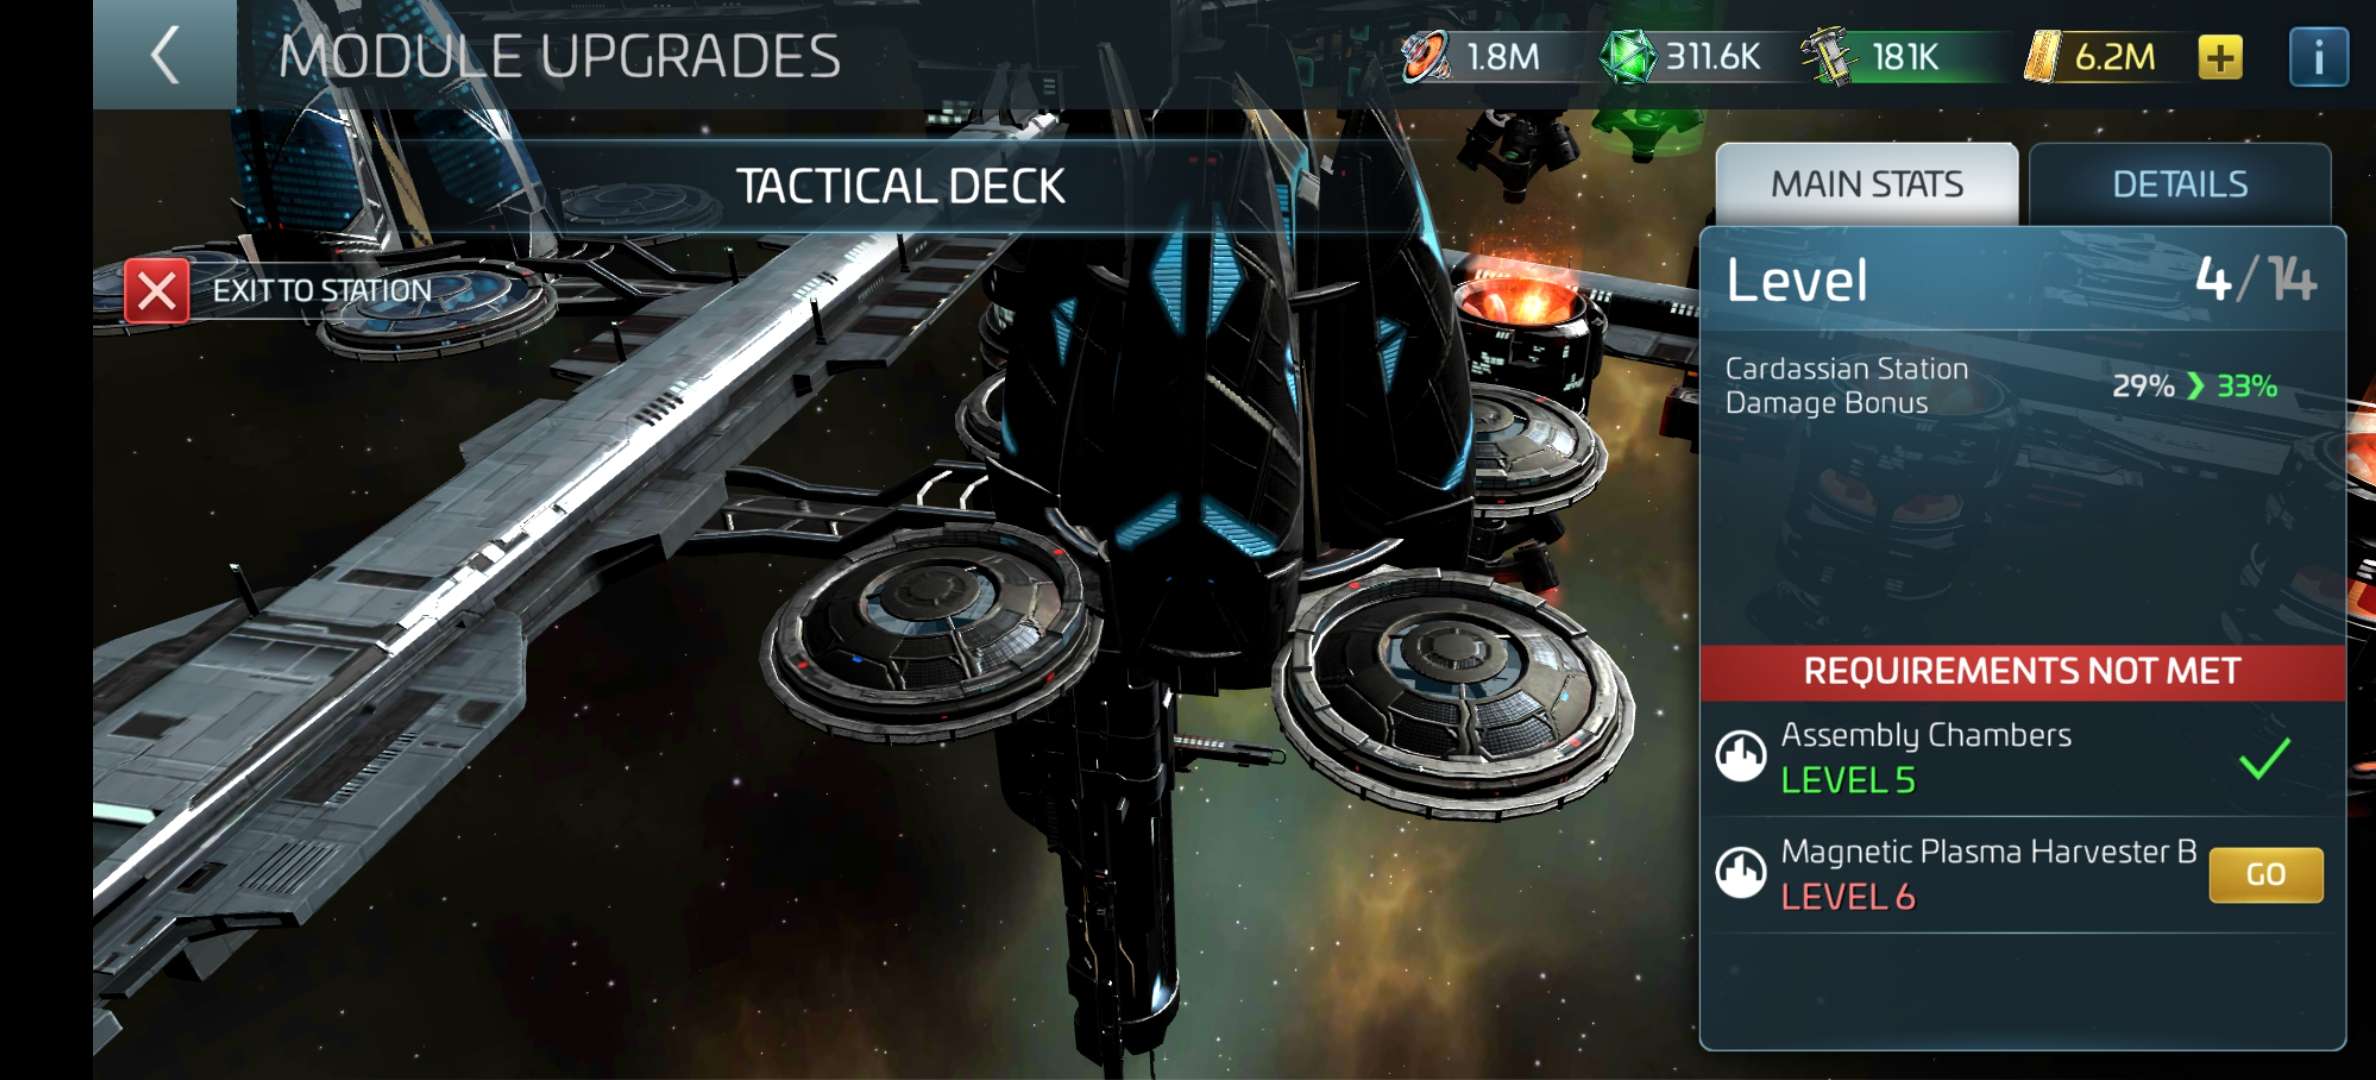 MODULE UPGRADES
1.8M
311.6K
181K
6.2M
+
i
TACTICAL DECK
EXIT TO STATION
MAIN STATS
DETAILS
Level
4/14
Cardassian Station
Damage Bonus
29% > 33%
REQUIREMENTS NOT MET
Assembly Chambers
LEVEL 5
Magnetic Plasma Harvester B
LEVEL 6
GO